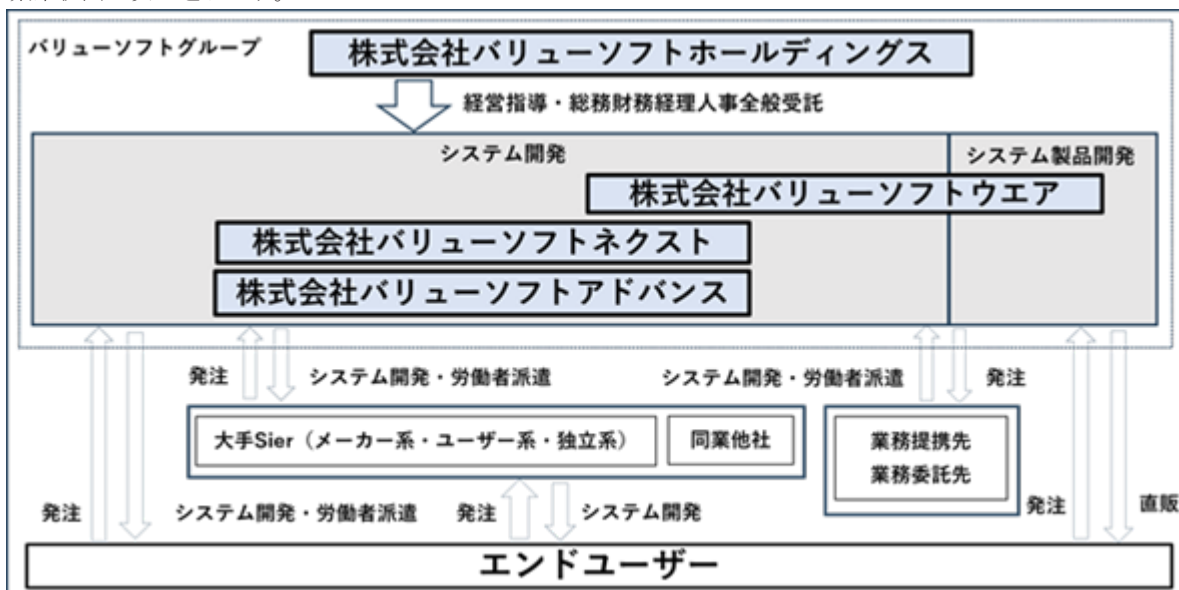 バリューソフトグループ
株式会社バリューソフトホールディングス
経営指導・総務財務経理人事全般受託
システム開発
システム製品開発
株式会社バリューソフトウエア
株式会社バリューソフトネクスト
株式会社バリューソフトアドバンス
発注
システム開発・労働者派遣
システム開発・労働者派遣
発注
大手Sier（メーカー系・ユーザー系・独立系）
同業他社
業務提携先
業務委託先
発注
システム開発・労働者派遣
発注
システム開発
発注
直販
エンドユーザー